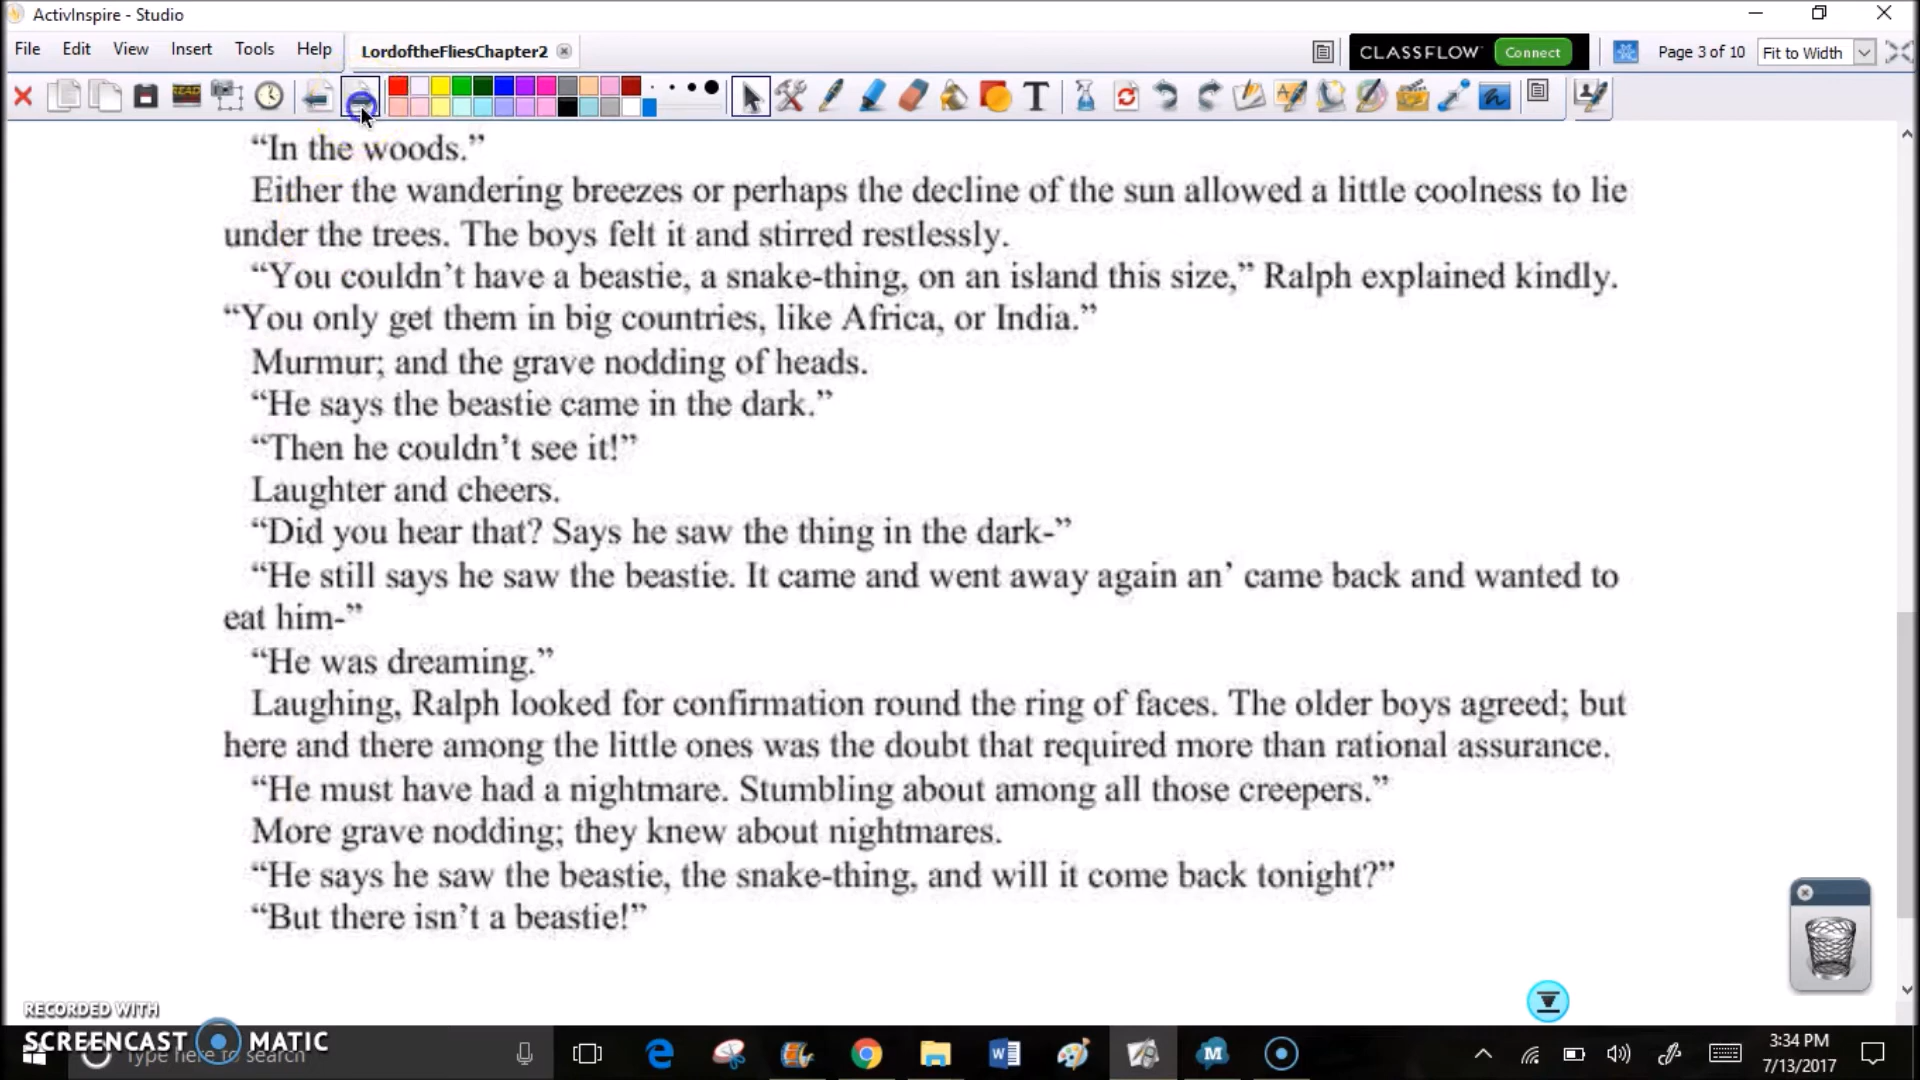 ActivInspire - Studio
File Edit View Insert Tools Help LordoftheFliesChapter2 CLASSFLOW Connect Page 3 of 10 Fit to Width
“In the woods.”
Either the wandering breezes or perhaps the decline of the sun allowed a little coolness to lie
under the trees. The boys felt it and stirred restlessly.
“You couldn’t have a beastie, a snake-thing, on an island this size,” Ralph explained kindly.
“You only get them in big countries, like Africa, or India.”
Murmur; and the grave nodding of heads.
“He says the beastie came in the dark.”
“Then he couldn’t see it!”
Laughter and cheers.
“Did you hear that? Says he saw the thing in the dark-”
“He still says he saw the beastie. It came and went away again an’ came back and wanted to
eat him-”
“He was dreaming.”
Laughing, Ralph looked for confirmation round the ring of faces. The older boys agreed; but
here and there among the little ones was the doubt that required more than rational assurance.
“He must have had a nightmare. Stumbling about among all those creepers.”
More grave nodding; they knew about nightmares.
“He says he saw the beastie, the snake-thing, and will it come back tonight?”
“But there isn’t a beastie!”
RECORDED WITH
SCREENCAST MATIC
Type here to search
3:34 PM
7/13/2017